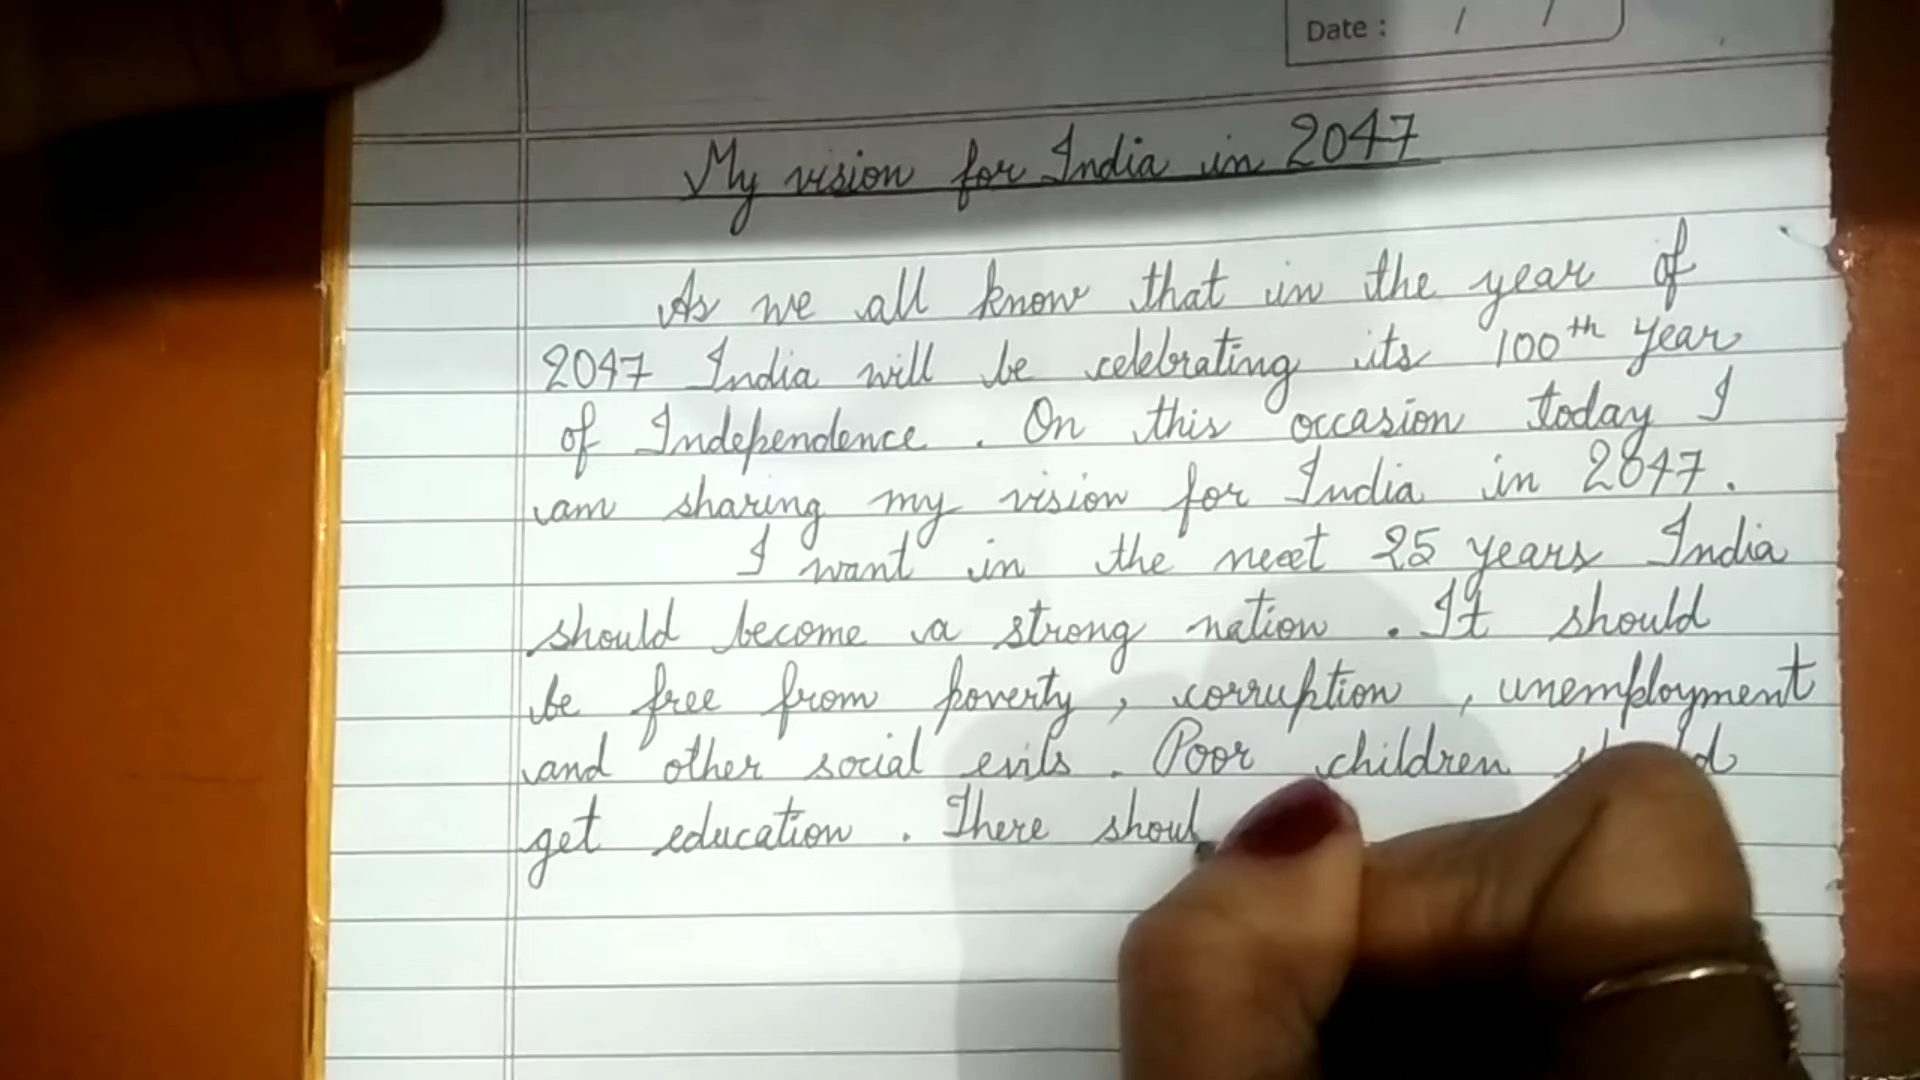 Date : / /
My vision for India in 2047
As we all know that in the year of
2047 India will be celebrating its 100th year
of Independence . On this occasion today I
am sharing my vision for India in 2047.
I want in the next 25 years India
should become a strong nation . It should
be free from poverty , corruption , unemployment
and other social evils . Poor children
get education . There shoul